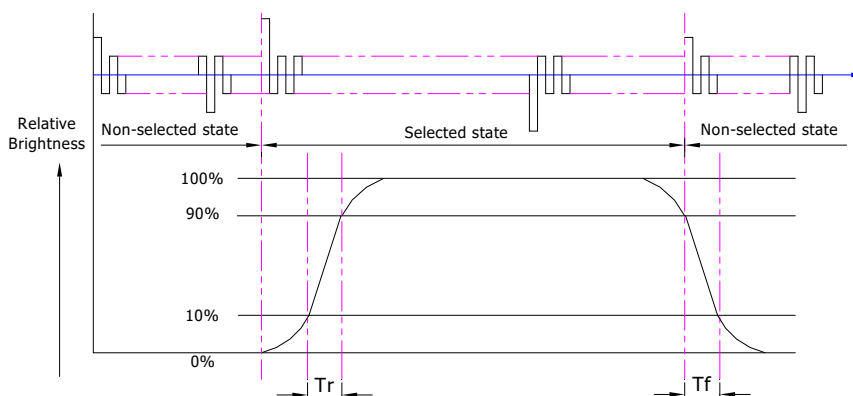 Relative
Brightness
Non-selected state
Selected state
Non-selected state
100%
90%
10%
0%
Tr
Tf